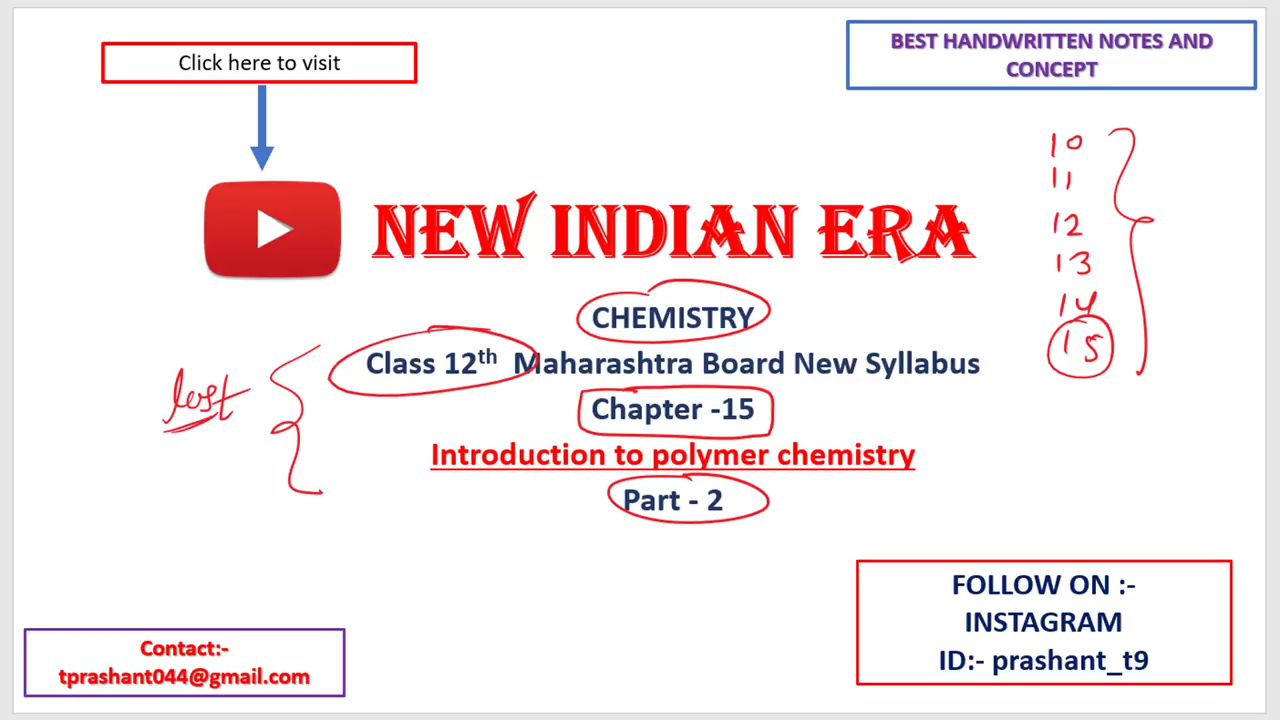 Click here to visit
BEST HANDWRITTEN NOTES AND
CONCEPT
NEW INDIAN ERA
CHEMISTRY
Class 12th Maharashtra Board New Syllabus
Chapter -15
Introduction to polymer chemistry
Part - 2
10
11
12
13
14
15
last
FOLLOW ON :-
INSTAGRAM
ID:- prashant_t9
Contact:-
tprashant044@gmail.com